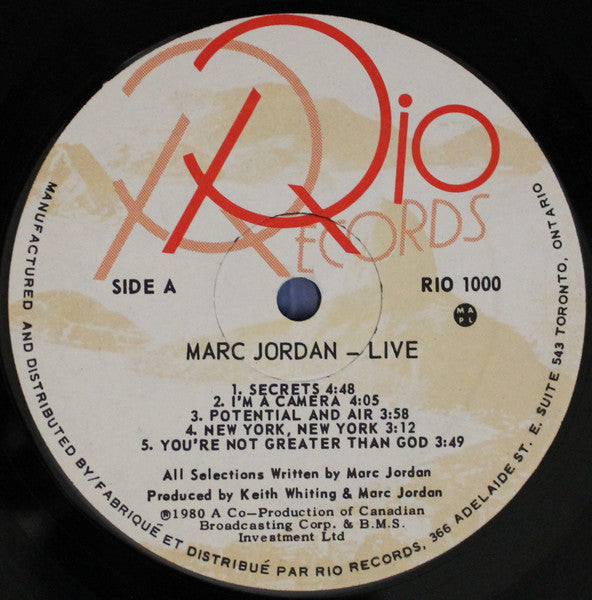 Rio
RECORDS
SIDE A
RIO 1000
MA
PL
MARC JORDAN – LIVE
1. SECRETS 4:48
2. I'M A CAMERA 4:05
3. POTENTIAL AND AIR 3:58
4. NEW YORK, NEW YORK 3:12
5. YOU'RE NOT GREATER THAN GOD 3:49
All Selections Written by Marc Jordan
Produced by Keith Whiting & Marc Jordan
℗1980 A Co–Production of Canadian
Broadcasting Corp. & B.M.S.
Investment Ltd
MANUFACTURED AND DISTRIBUTED BY/FABRIQUÉ ET DISTRIBUÉ PAR RIO RECORDS, 366 ADELAIDE ST. E. SUITE 543 TORONTO, ONTARIO